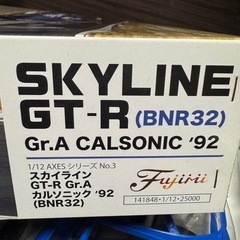 SKYLINE
GT-R (BNR32)
Gr.A CALSONIC '92
1/12 AXES シリーズ No.3
スカイライン
GT-R Gr.A
カルソニック '92
(BNR32)
Fujimi
141848・1/12・25000